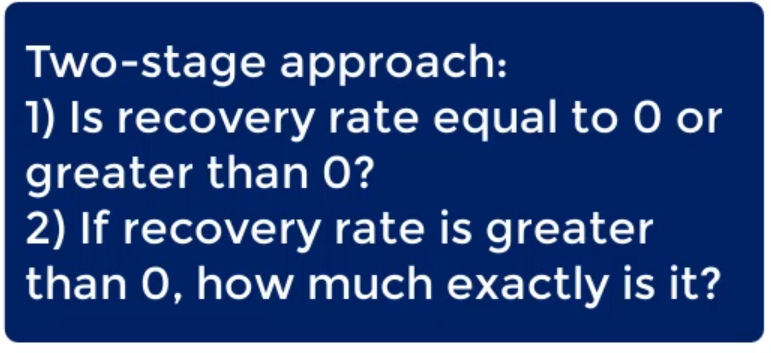 Two-stage approach:
1) Is recovery rate equal to 0 or
greater than 0?
2) If recovery rate is greater
than 0, how much exactly is it?